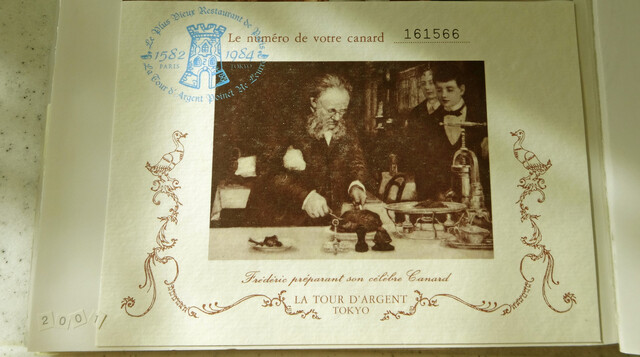 Le Plus Vieux Restaurant de Paris
1582 1984
PARIS TOKYO
La Tour d'Argent Point
Le numéro de votre canard 161566
Frédéric préparant son célèbre Canard
LA TOUR D'ARGENT
TOKYO